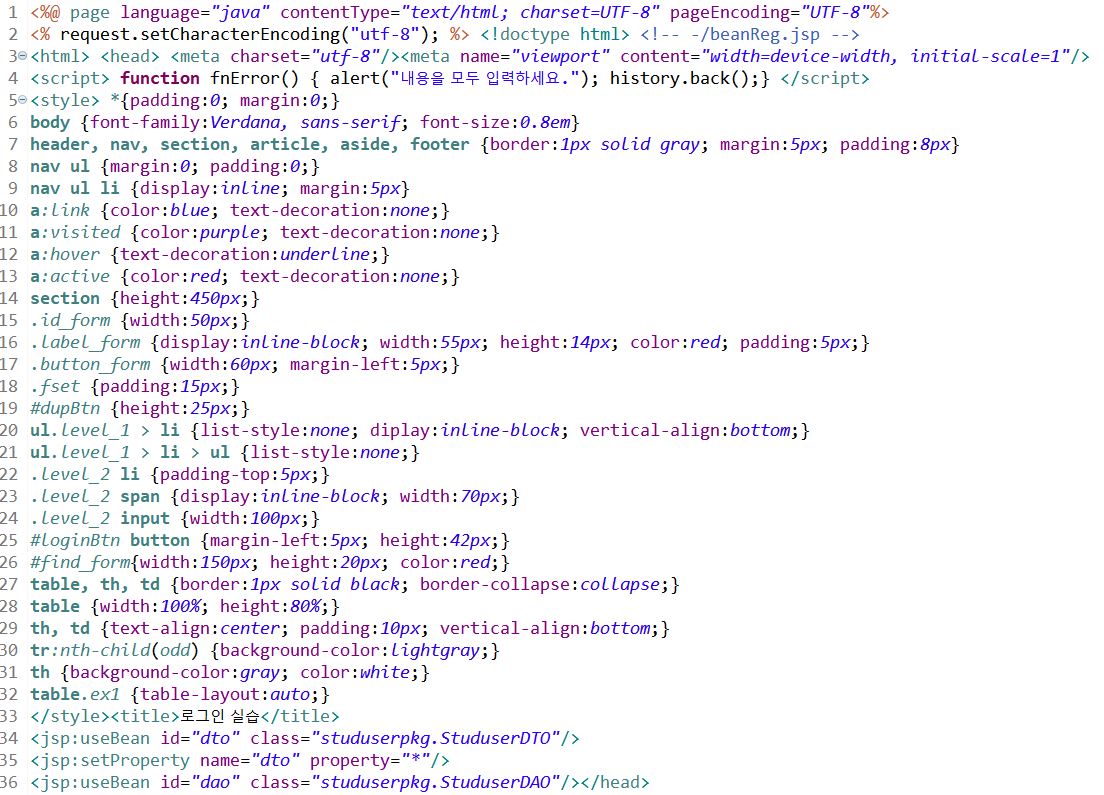 1 <%@ page language="java" contentType="text/html; charset=UTF-8" pageEncoding="UTF-8"%>
2 <% request.setCharacterEncoding("utf-8"); %> <!doctype html> <!-- -/beanReg.jsp -->
3 <html> <head> <meta charset="utf-8"/><meta name="viewport" content="width=device-width, initial-scale=1"/>
4 <script> function fnError() { alert("내용을 모두 입력하세요."); history.back();} </script>
5 <style> *{padding:0; margin:0;}
6 body {font-family:Verdana, sans-serif; font-size:0.8em}
7 header, nav, section, article, aside, footer {border:1px solid gray; margin:5px; padding:8px}
8 nav ul {margin:0; padding:0;}
9 nav ul li {display:inline; margin:5px}
10 a:link {color:blue; text-decoration:none;}
11 a:visited {color:purple; text-decoration:none;}
12 a:hover {text-decoration:underline;}
13 a:active {color:red; text-decoration:none;}
14 section {height:450px;}
15 .id_form {width:50px;}
16 .label_form {display:inline-block; width:55px; height:14px; color:red; padding:5px;}
17 .button_form {width:60px; margin-left:5px;}
18 .fset {padding:15px;}
19 #dupBtn {height:25px;}
20 ul.level_1 > li {list-style:none; diplay:inline-block; vertical-align:bottom;}
21 ul.level_1 > li > ul {list-style:none;}
22 .level_2 li {padding-top:5px;}
23 .level_2 span {display:inline-block; width:70px;}
24 .level_2 input {width:100px;}
25 #loginBtn button {margin-left:5px; height:42px;}
26 #find_form{width:150px; height:20px; color:red;}
27 table, th, td {border:1px solid black; border-collapse:collapse;}
28 table {width:100%; height:80%;}
29 th, td {text-align:center; padding:10px; vertical-align:bottom;}
30 tr:nth-child(odd) {background-color:lightgray;}
31 th {background-color:gray; color:white;}
32 table.ex1 {table-layout:auto;}
33 </style><title>로그인 실습</title>
34 <jsp:useBean id="dto" class="studuserpkg.StuduserDTO"/>
35 <jsp:setProperty name="dto" property="*"/>
36 <jsp:useBean id="dao" class="studuserpkg.StuduserDAO"/></head>